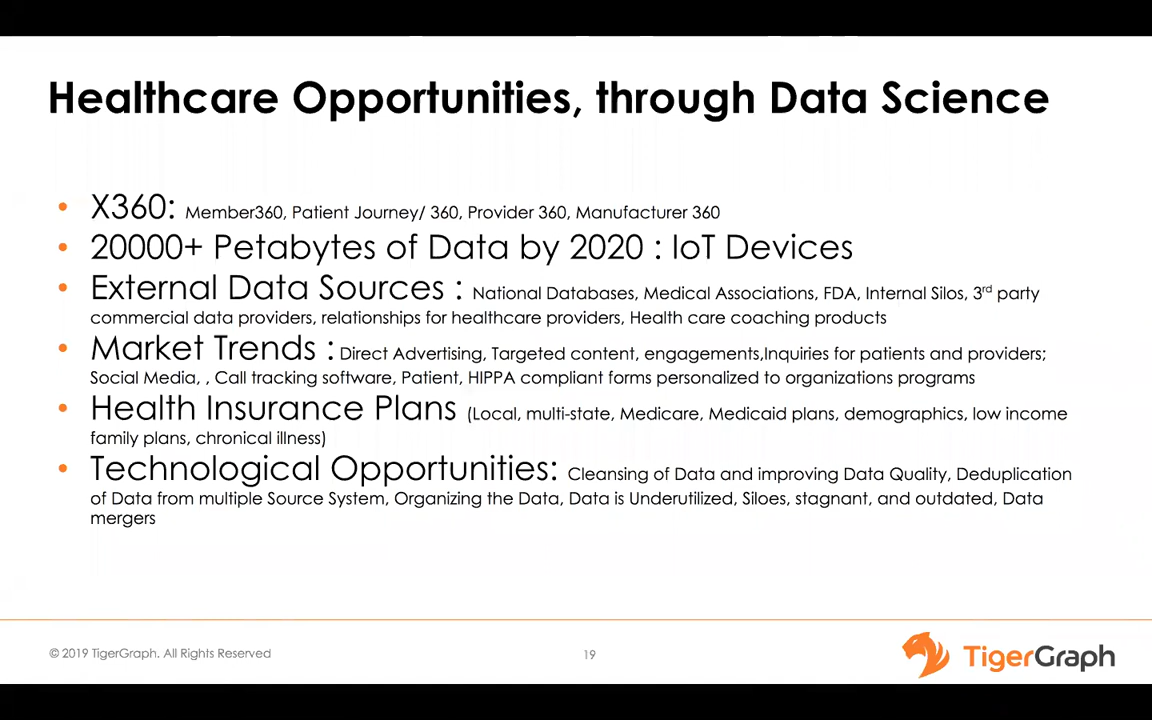 Healthcare Opportunities, through Data Science
• X360: Member360, Patient Journey/ 360, Provider 360, Manufacturer 360
• 20000+ Petabytes of Data by 2020 : IoT Devices
• External Data Sources : National Databases, Medical Associations, FDA, Internal Silos, 3rd party
commercial data providers, relationships for healthcare providers, Health care coaching products
• Market Trends : Direct Advertising, Targeted content, engagements,Inquiries for patients and providers;
Social Media, , Call tracking software, Patient, HIPPA compliant forms personalized to organizations programs
• Health Insurance Plans (Local, multi-state, Medicare, Medicaid plans, demographics, low income
family plans, chronical illness)
• Technological Opportunities: Cleansing of Data and improving Data Quality, Deduplication
of Data from multiple Source System, Organizing the Data, Data is Underutilized, Siloes, stagnant, and outdated, Data
mergers
© 2019 TigerGraph. All Rights Reserved
19
TigerGraph